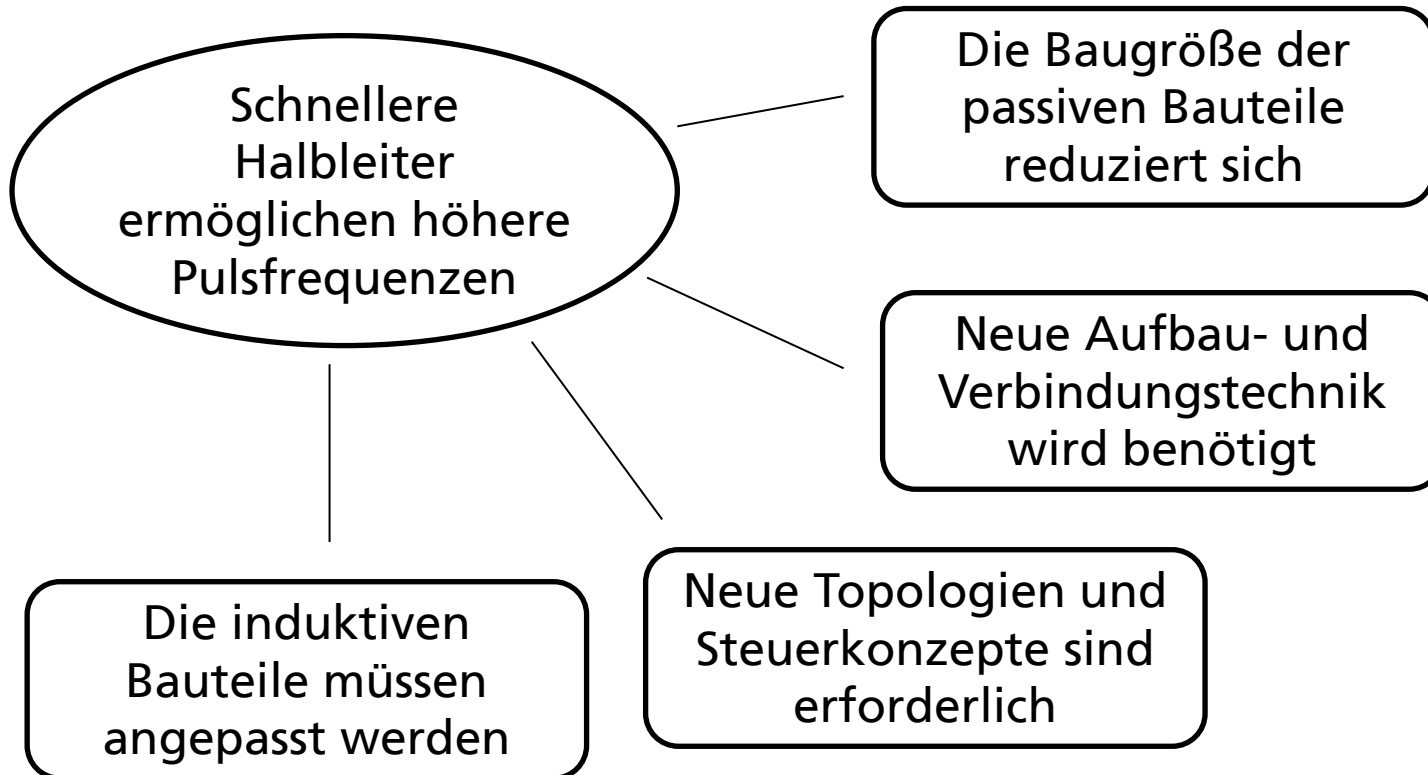 Schnellere
Halbleiter
ermöglichen höhere
Pulsfrequenzen
Die Baugröße der
passiven Bauteile
reduziert sich
Neue Aufbau- und
Verbindungstechnik
wird benötigt
Neue Topologien und
Steuerkonzepte sind
erforderlich
Die induktiven
Bauteile müssen
angepasst werden